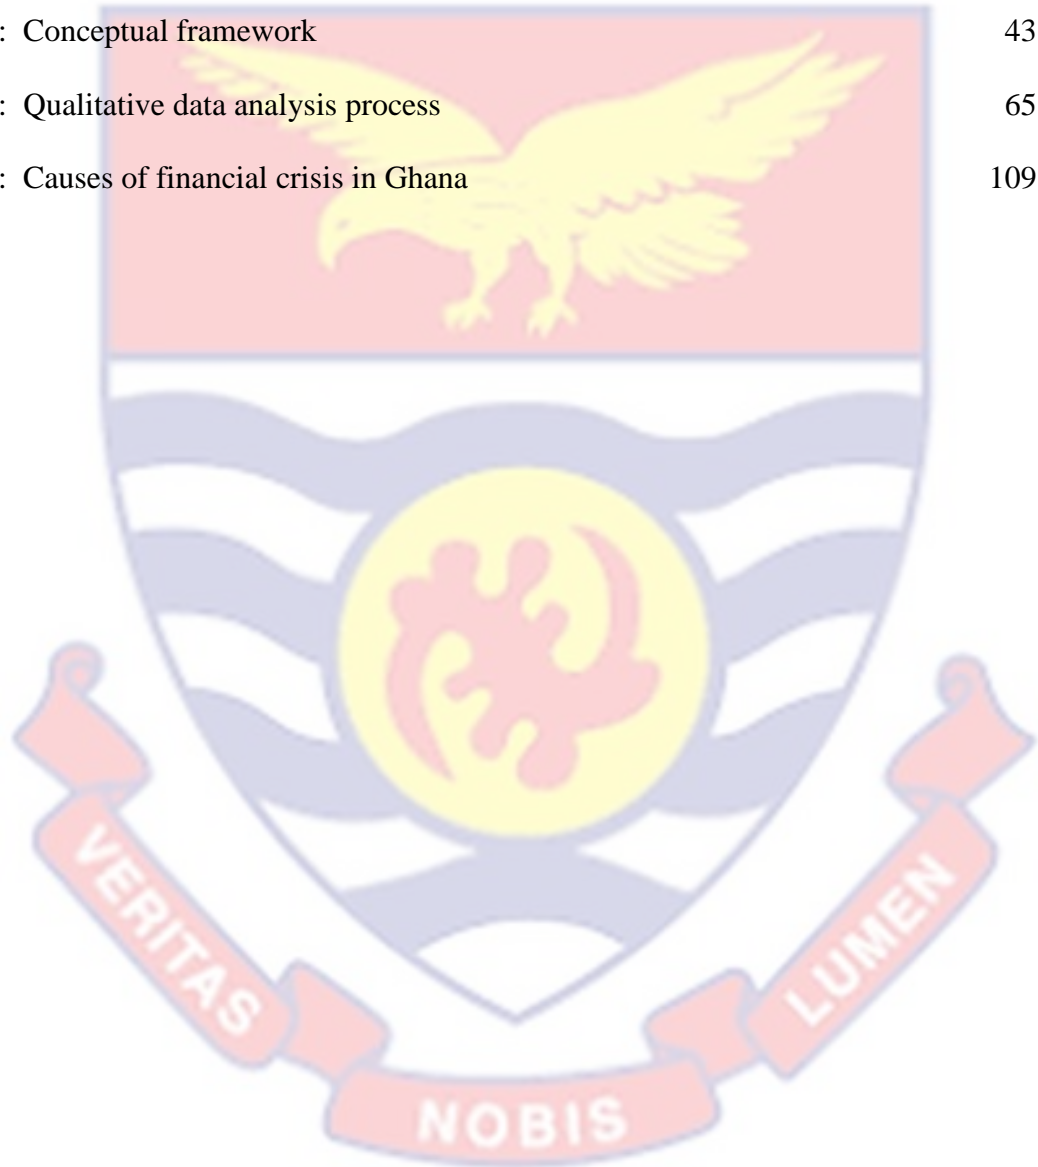 : Conceptual framework 43
: Qualitative data analysis process 65
: Causes of financial crisis in Ghana 109
VERITAS
NOBIS
LUMEN